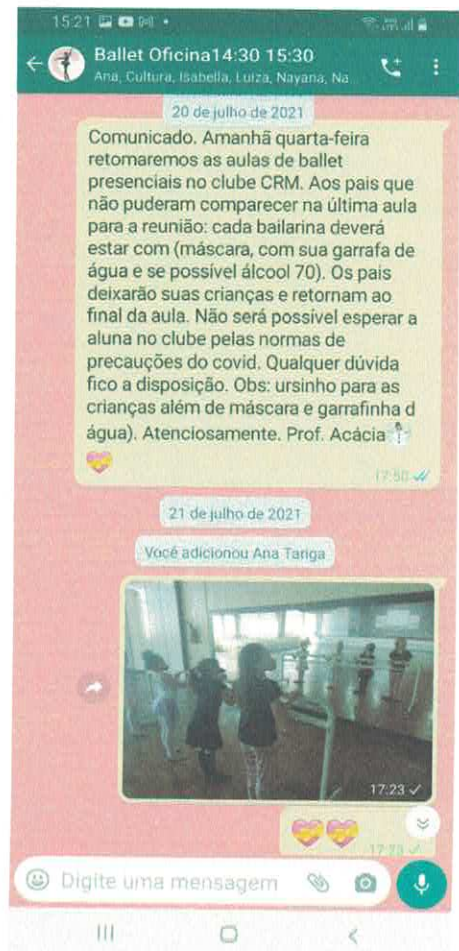 15:21
Ballet Oficina14:30 15:30
Ana, Cultura, Isabella, Luiza, Nayana, Na...
20 de julho de 2021
Comunicado. Amanhã quarta-feira
retomaremos as aulas de ballet
presenciais no clube CRM. Aos pais que
não puderam comparecer na última aula
para a reunião: cada bailarina deverá
estar com (máscara, com sua garrafa de
água e se possível álcool 70). Os pais
deixarão suas crianças e retornam ao
final da aula. Não será possível esperar a
aluna no clube pelas normas de
precauções do covid. Qualquer dúvida
fico a disposição. Obs: ursinho para as
crianças além de máscara e garrafinha d
água). Atenciosamente. Prof. Acácia
17:50
21 de julho de 2021
Você adicionou Ana Tanga
17:23
17:23
Digite uma mensagem